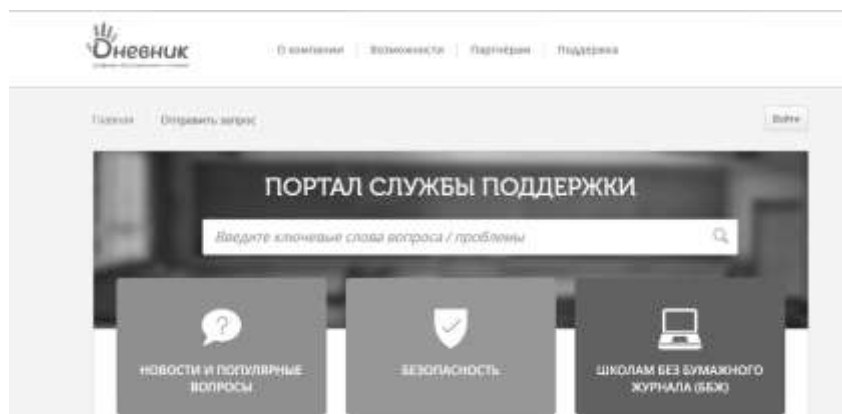 Дневник
О компании Возможности Партнёрам Поддержка
Главная Отправить запрос Войти
ПОРТАЛ СЛУЖБЫ ПОДДЕРЖКИ
Введите ключевые слова вопроса / проблемы
НОВОСТИ И ПОПУЛЯРНЫЕ
ВОПРОСЫ
БЕЗОПАСНОСТЬ
ШКОЛАМ БЕЗ БУМАЖНОГО
ЖУРНАЛА (ББЖ)